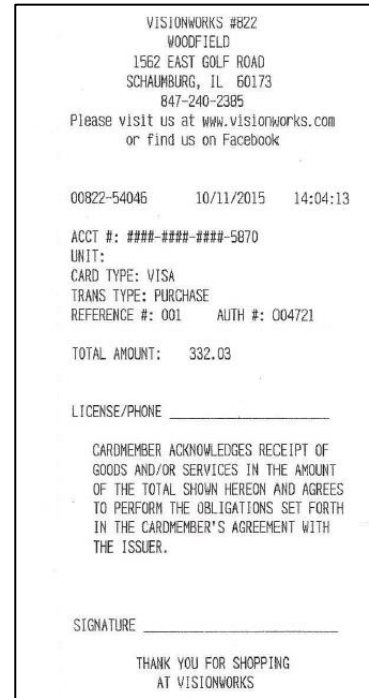 VISIONWORKS #822
WOODFIELD
1562 EAST GOLF ROAD
SCHAUMBURG, IL 60173
847-240-2385
Please visit us at www.visionworks.com
or find us on Facebook
00822-54046 10/11/2015 14:04:13
ACCT #: ####-####-####-5870
UNIT:
CARD TYPE: VISA
TRANS TYPE: PURCHASE
REFERENCE #: 001 AUTH #: 004721
TOTAL AMOUNT: 332.03
LICENSE/PHONE ____________________
CARDMEMBER ACKNOWLEDGES RECEIPT OF
GOODS AND/OR SERVICES IN THE AMOUNT
OF THE TOTAL SHOWN HEREON AND AGREES
TO PERFORM THE OBLIGATIONS SET FORTH
IN THE CARDMEMBER'S AGREEMENT WITH
THE ISSUER.
SIGNATURE ________________________
THANK YOU FOR SHOPPING
AT VISIONWORKS